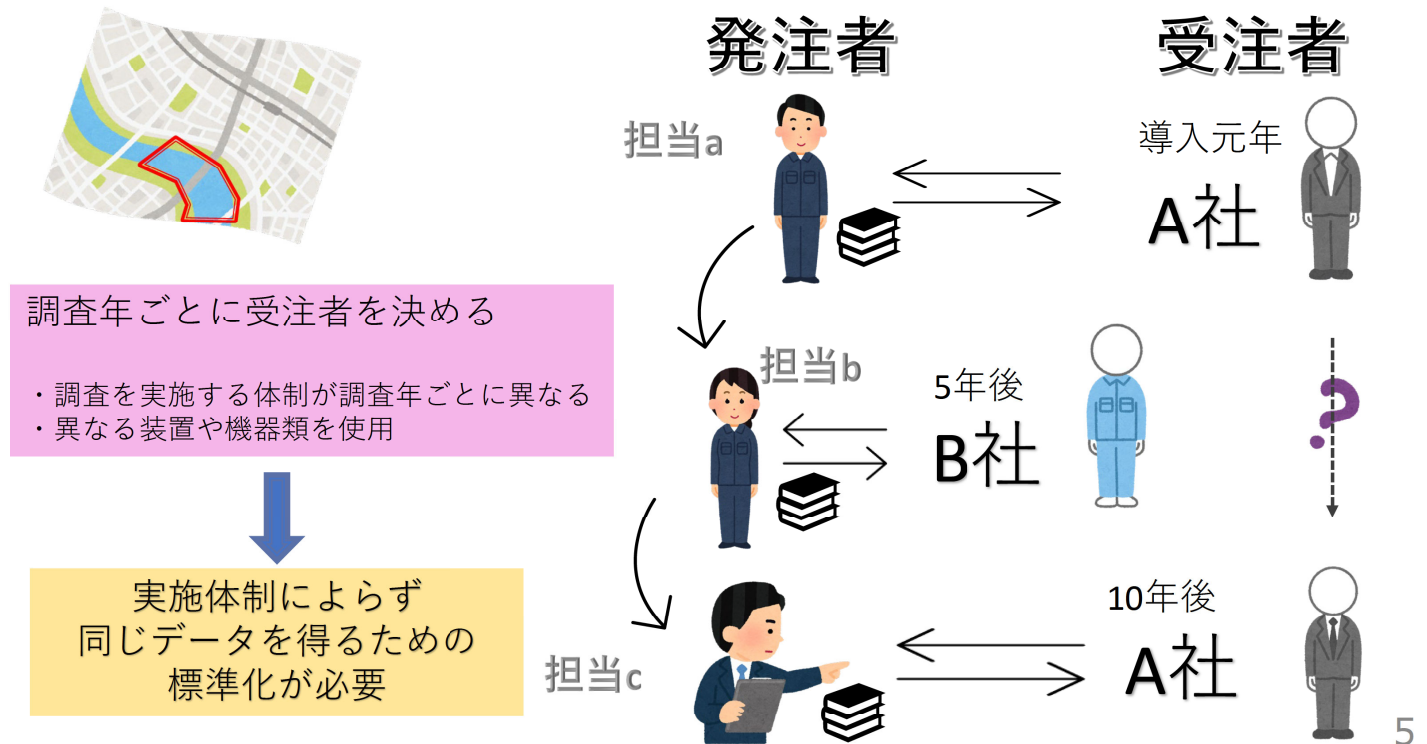 発注者
受注者
担当a
導入元年
A社
調査年ごとに受注者を決める
・調査を実施する体制が調査年ごとに異なる
・異なる装置や機器類を使用
担当b
5年後
B社
?
実施体制によらず
同じデータを得るための
標準化が必要
担当c
10年後
A社
5